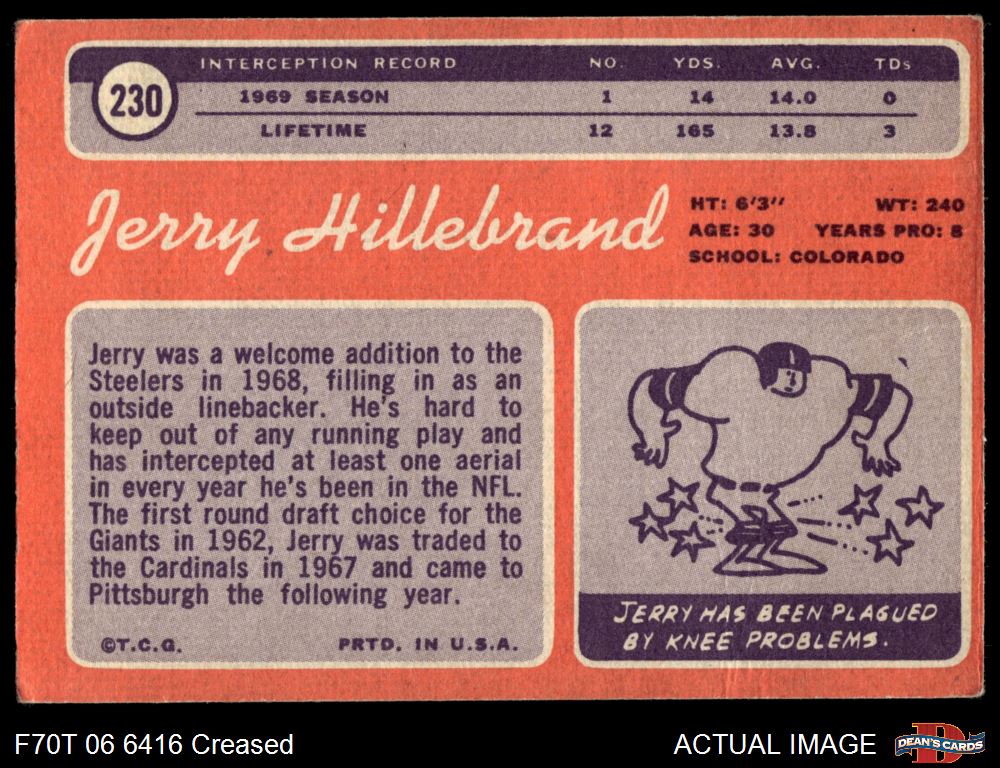 INTERCEPTION RECORD NO. YDS. AVG. TDs
230
1969 SEASON 1 14 14.0 0
LIFETIME 12 165 13.8 3
Jerry Hillebrand
HT: 6'3" WT: 240
AGE: 30 YEARS PRO: 8
SCHOOL: COLORADO
Jerry was a welcome addition to the
Steelers in 1968, filling in as an
outside linebacker. He's hard to
keep out of any running play and
has intercepted at least one aerial
in every year he's been in the NFL.
The first round draft choice for the
Giants in 1962, Jerry was traded to
the Cardinals in 1967 and came to
Pittsburgh the following year.
©T.C.G. PRTD. IN U.S.A.
JERRY HAS BEEN PLAGUED
BY KNEE PROBLEMS.
F70T 06 6416 Creased
ACTUAL IMAGE
D
DEAN'S CARDS